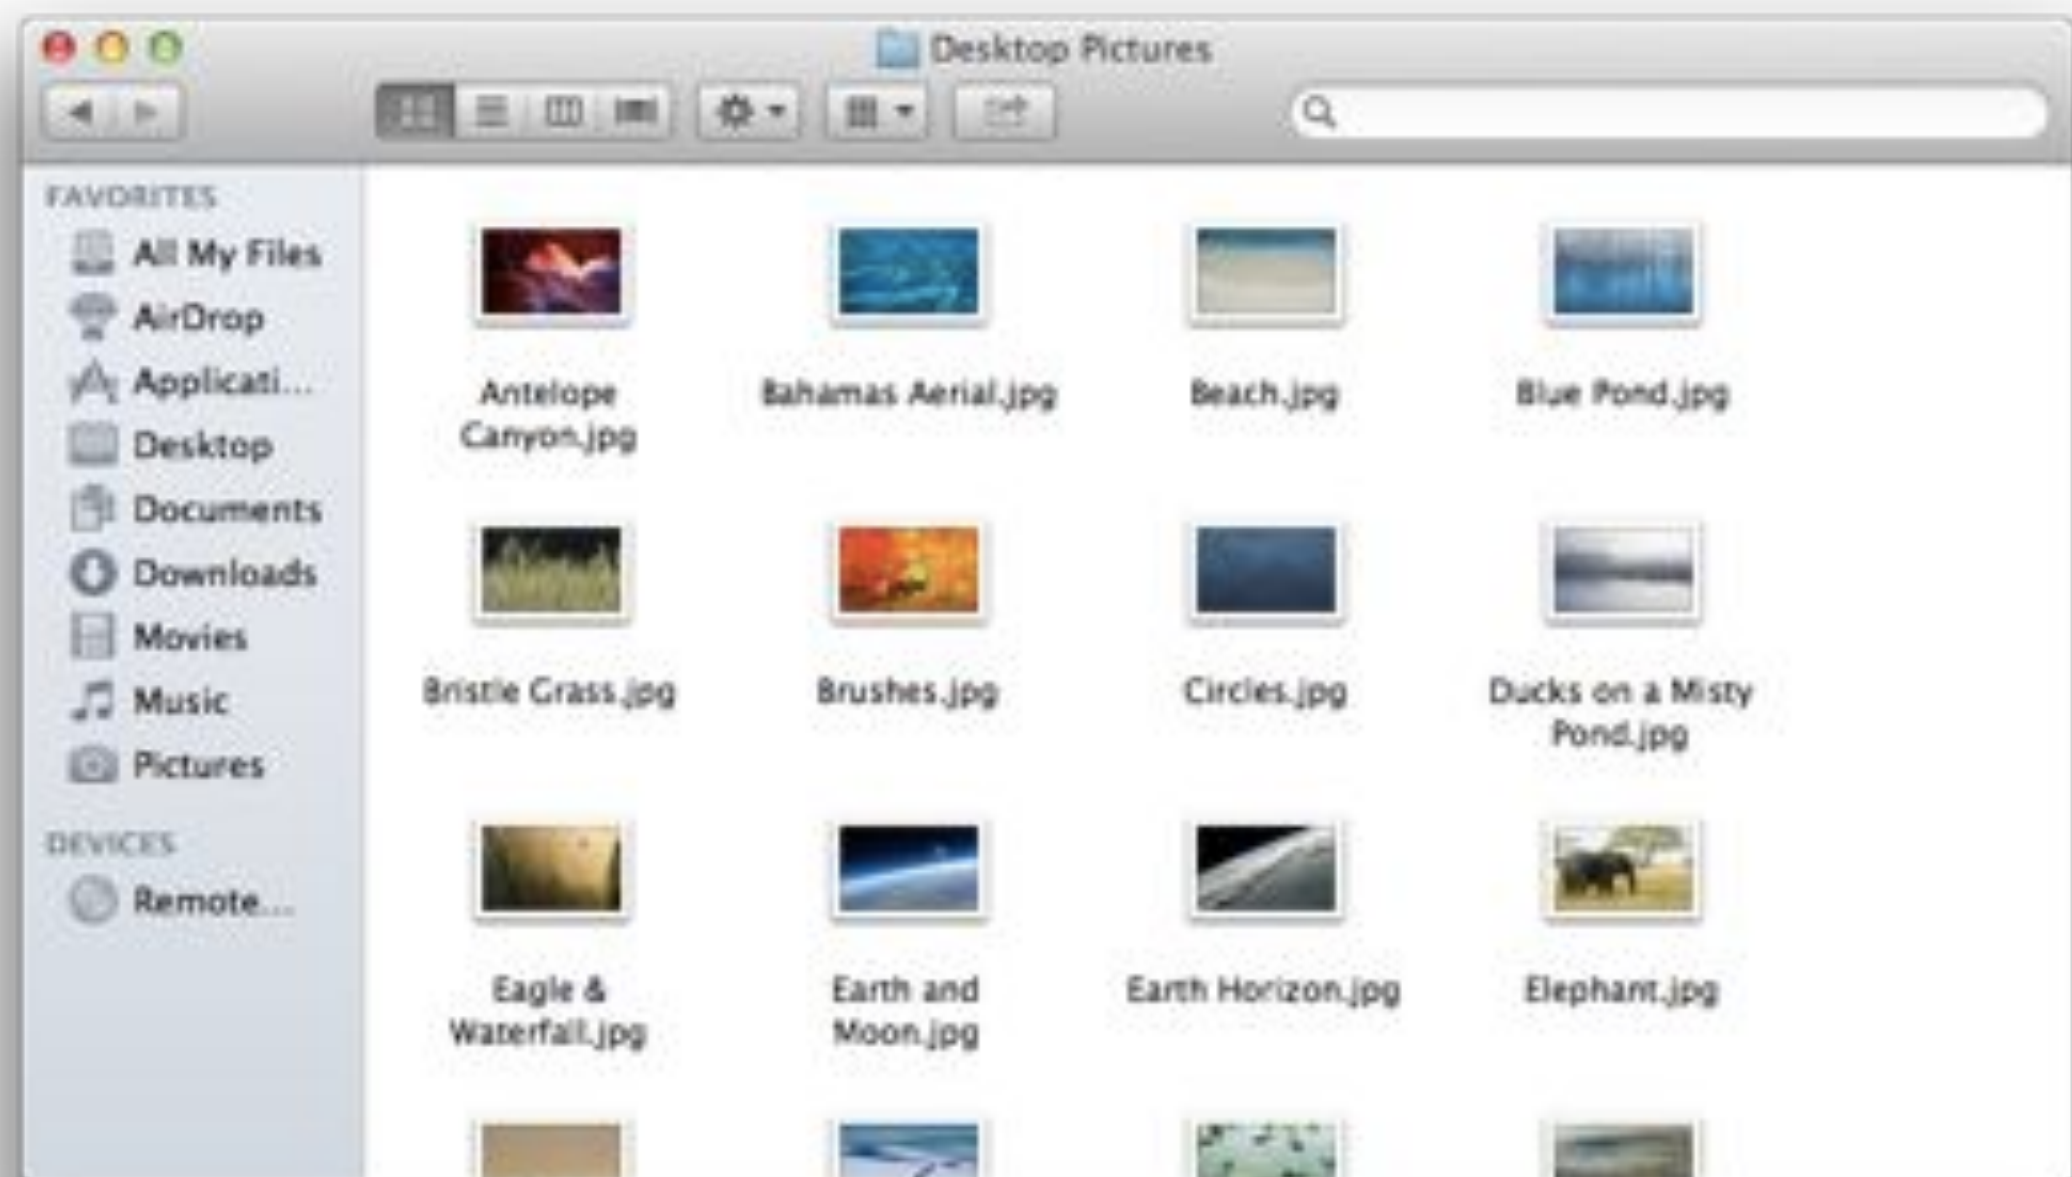 Desktop Pictures
FAVORITES
All My Files
AirDrop
Applicati...
Desktop
Documents
Downloads
Movies
Music
Pictures
DEVICES
Remote...
Antelope
Canyon.jpg
Bahamas Aerial.jpg
Beach.jpg
Blue Pond.jpg
Bristle Grass.jpg
Brushes.jpg
Circles.jpg
Ducks on a Misty
Pond.jpg
Eagle &
Waterfall.jpg
Earth and
Moon.jpg
Earth Horizon.jpg
Elephant.jpg